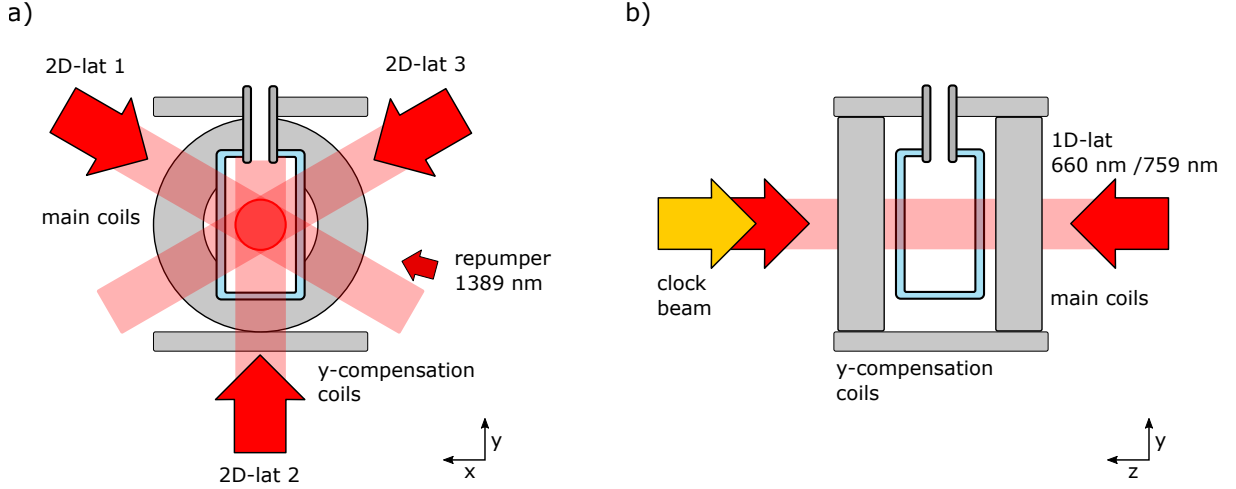 a)
2D-lat 1
2D-lat 3
main coils
repumper
1389 nm
y-compensation
coils
2D-lat 2
y
x
b)
1D-lat
660 nm /759 nm
clock
beam
main coils
y-compensation
coils
y
z